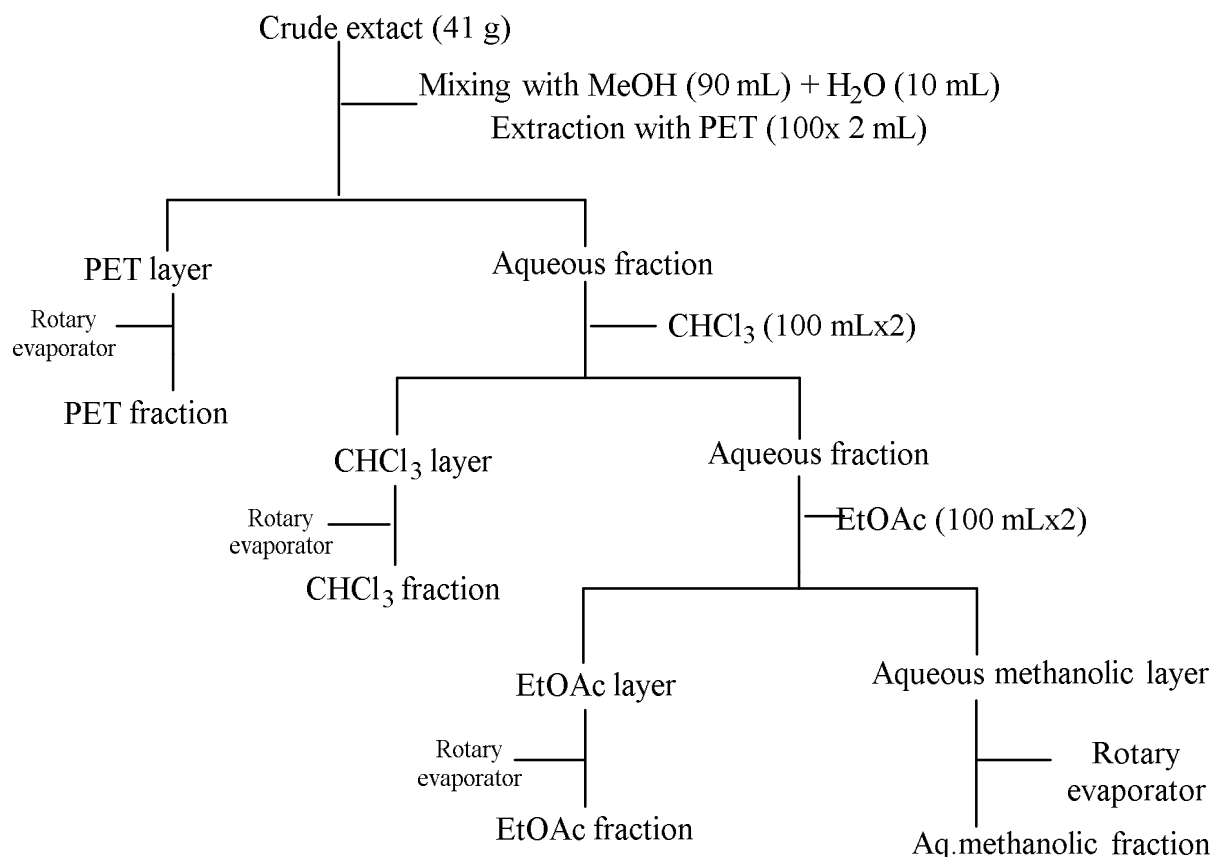 Crude extact (41 g)
Mixing with MeOH (90 mL) + H₂O (10 mL)
Extraction with PET (100x 2 mL)
PET layer
Aqueous fraction
Rotary
evaporator
CHCl₃ (100 mLx2)
PET fraction
CHCl₃ layer
Aqueous fraction
Rotary
evaporator
EtOAc (100 mLx2)
CHCl₃ fraction
EtOAc layer
Aqueous methanolic layer
Rotary
evaporator
Rotary
evaporator
EtOAc fraction
Aq.methanolic fraction